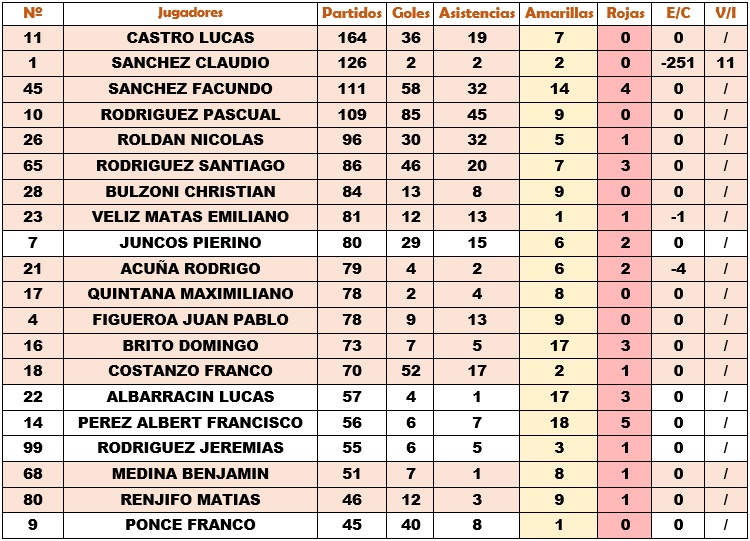 Nº Jugadores Partidos Goles Asistencias Amarillas Rojas E/C V/I
11 CASTRO LUCAS 164 36 19 7 0 0 /
1 SANCHEZ CLAUDIO 126 2 2 2 0 -251 11
45 SANCHEZ FACUNDO 111 58 32 14 4 0 /
10 RODRIGUEZ PASCUAL 109 85 45 9 0 0 /
26 ROLDAN NICOLAS 96 30 32 5 1 0 /
65 RODRIGUEZ SANTIAGO 86 46 20 7 3 0 /
28 BULZONI CHRISTIAN 84 13 8 9 0 0 /
23 VELIZ MATAS EMILIANO 81 12 13 1 1 -1 /
7 JUNCOS PIERINO 80 29 15 6 2 0 /
21 ACUÑA RODRIGO 79 4 2 6 2 -4 /
17 QUINTANA MAXIMILIANO 78 2 4 8 0 0 /
4 FIGUEROA JUAN PABLO 78 9 13 9 0 0 /
16 BRITO DOMINGO 73 7 5 17 3 0 /
18 COSTANZO FRANCO 70 52 17 2 1 0 /
22 ALBARRACIN LUCAS 57 4 1 17 3 0 /
14 PEREZ ALBERT FRANCISCO 56 6 7 18 5 0 /
99 RODRIGUEZ JEREMIAS 55 6 5 3 1 0 /
68 MEDINA BENJAMIN 51 7 1 8 1 0 /
80 RENJIFO MATIAS 46 12 3 9 1 0 /
9 PONCE FRANCO 45 40 8 1 0 0 /